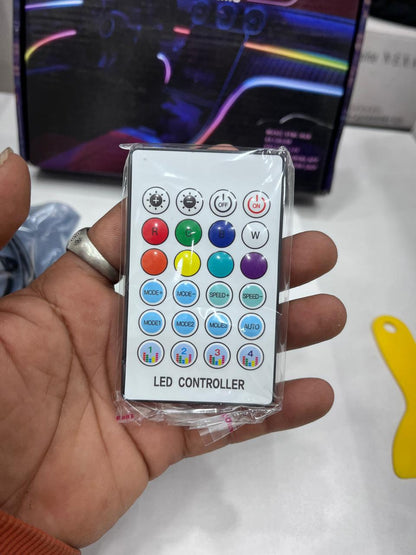 OFF ON
R G B W
MODE+ MODE- SPEED+ SPEED-
MODE1 MODE2 MODE3 AUTO
1 2 3 4
LED CONTROLLER